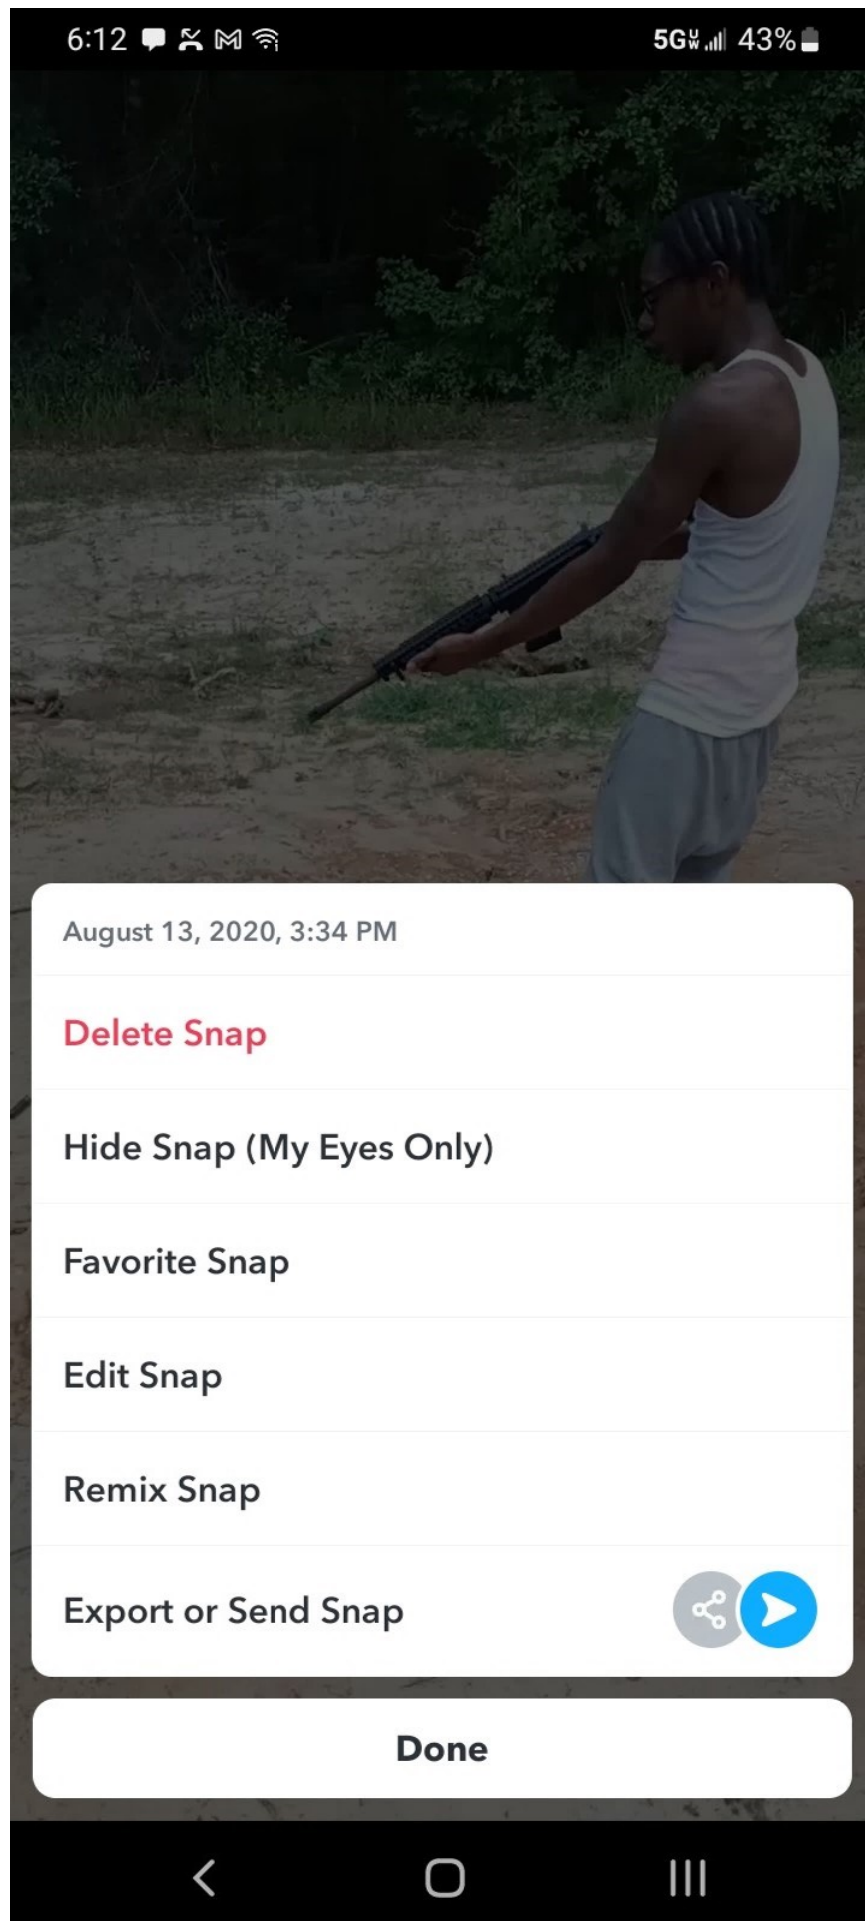 6:12
5G UW 43%
August 13, 2020, 3:34 PM
Delete Snap
Hide Snap (My Eyes Only)
Favorite Snap
Edit Snap
Remix Snap
Export or Send Snap
Done